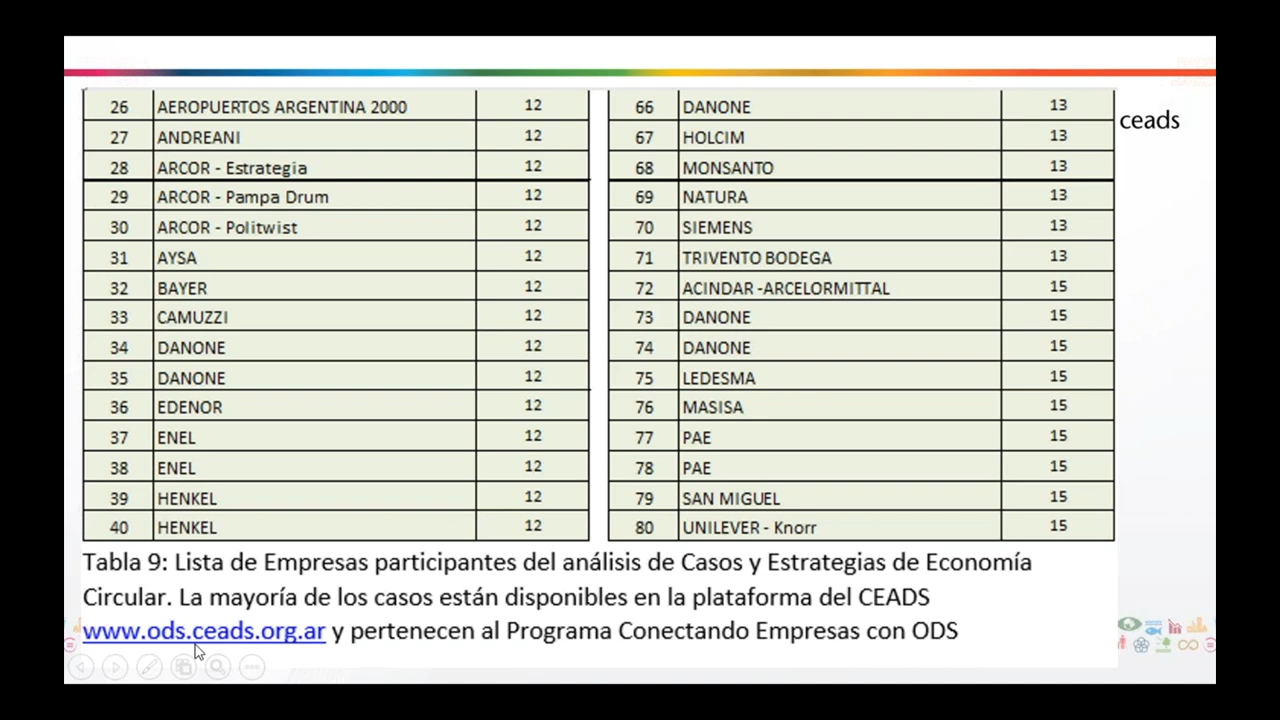 26 AEROPUERTOS ARGENTINA 2000 12
27 ANDREANI 12
28 ARCOR - Estrategia 12
29 ARCOR - Pampa Drum 12
30 ARCOR - Politwist 12
31 AYSA 12
32 BAYER 12
33 CAMUZZI 12
34 DANONE 12
35 DANONE 12
36 EDENOR 12
37 ENEL 12
38 ENEL 12
39 HENKEL 12
40 HENKEL 12
66 DANONE 13
67 HOLCIM 13
68 MONSANTO 13
69 NATURA 13
70 SIEMENS 13
71 TRIVENTO BODEGA 13
72 ACINDAR -ARCELORMITTAL 15
73 DANONE 15
74 DANONE 15
75 LEDESMA 15
76 MASISA 15
77 PAE 15
78 PAE 15
79 SAN MIGUEL 15
80 UNILEVER - Knorr 15
ceads
Tabla 9: Lista de Empresas participantes del análisis de Casos y Estrategias de Economía
Circular. La mayoría de los casos están disponibles en la plataforma del CEADS
www.ods.ceads.org.ar y pertenecen al Programa Conectando Empresas con ODS